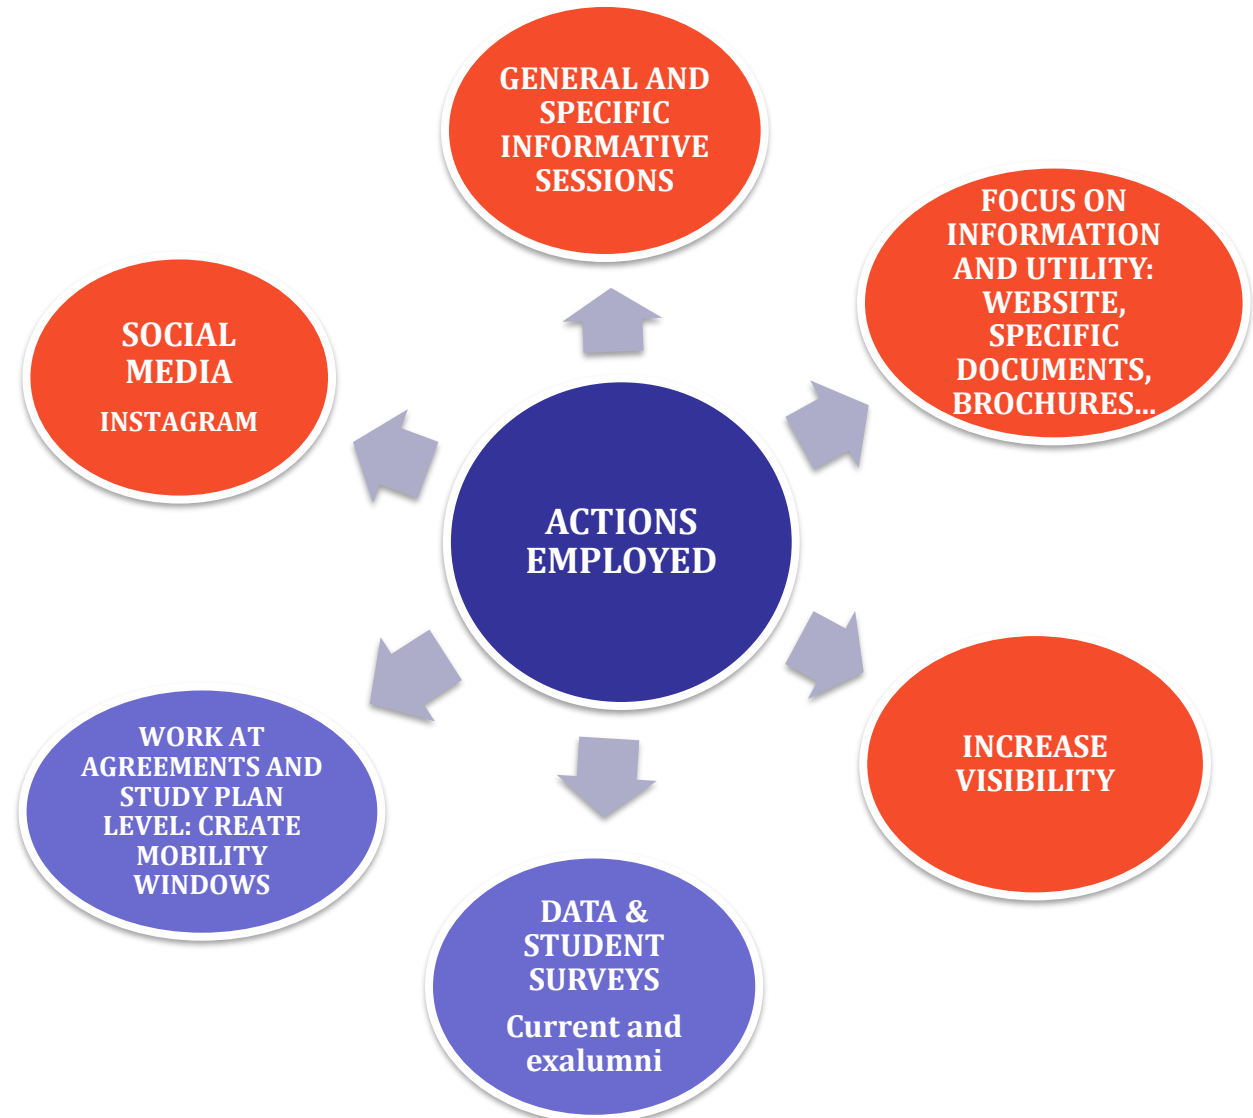 GENERAL AND
SPECIFIC
INFORMATIVE
SESSIONS
FOCUS ON
INFORMATION
AND UTILITY:
WEBSITE,
SPECIFIC
DOCUMENTS,
BROCHURES...
SOCIAL
MEDIA
INSTAGRAM
ACTIONS
EMPLOYED
INCREASE
VISIBILITY
WORK AT
AGREEMENTS AND
STUDY PLAN
LEVEL: CREATE
MOBILITY
WINDOWS
DATA &
STUDENT
SURVEYS
Current and
exalumni